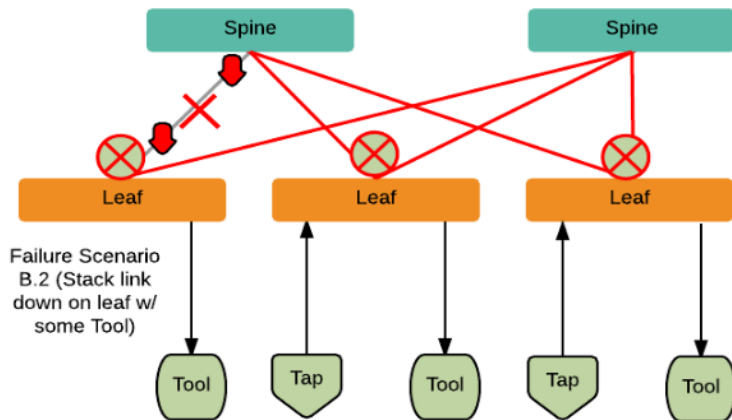 Spine
Spine
Leaf
Leaf
Leaf
Failure Scenario
B.2 (Stack link
down on leaf w/
some Tool)
Tool
Tap
Tool
Tap
Tool